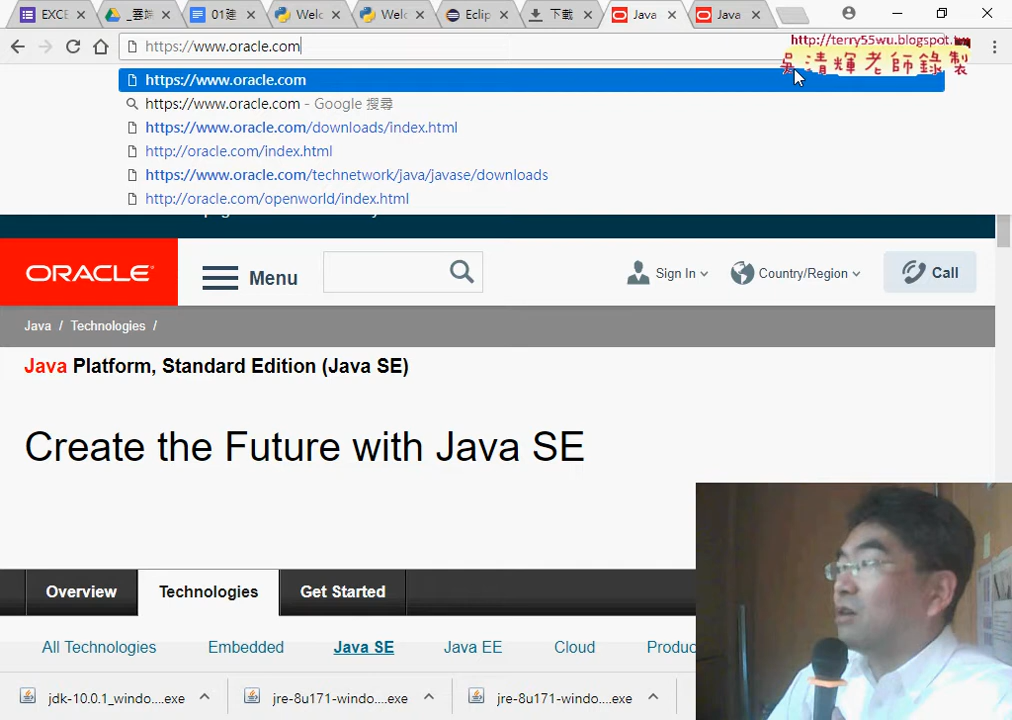 EXCE
_雲端
01建
Welc
Welc
Eclip
下載
Java
Java
https://www.oracle.com
http://terry55wu.blogspot.tw
吳清輝老師錄製
https://www.oracle.com
https://www.oracle.com - Google 搜尋
https://www.oracle.com/downloads/index.html
http://oracle.com/index.html
https://www.oracle.com/technetwork/java/javase/downloads
http://oracle.com/openworld/index.html
ORACLE
Menu
Sign In
Country/Region
Call
Java / Technologies /
Java Platform, Standard Edition (Java SE)
Create the Future with Java SE
Overview
Technologies
Get Started
All Technologies
Embedded
Java SE
Java EE
Cloud
Produc
jdk-10.0.1_windo....exe
jre-8u171-windo....exe
jre-8u171-windo....exe